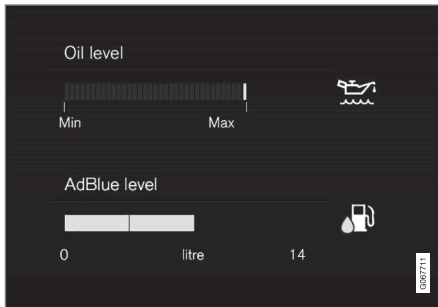 Oil level
Min Max
AdBlue level
0 litre 14
G067711